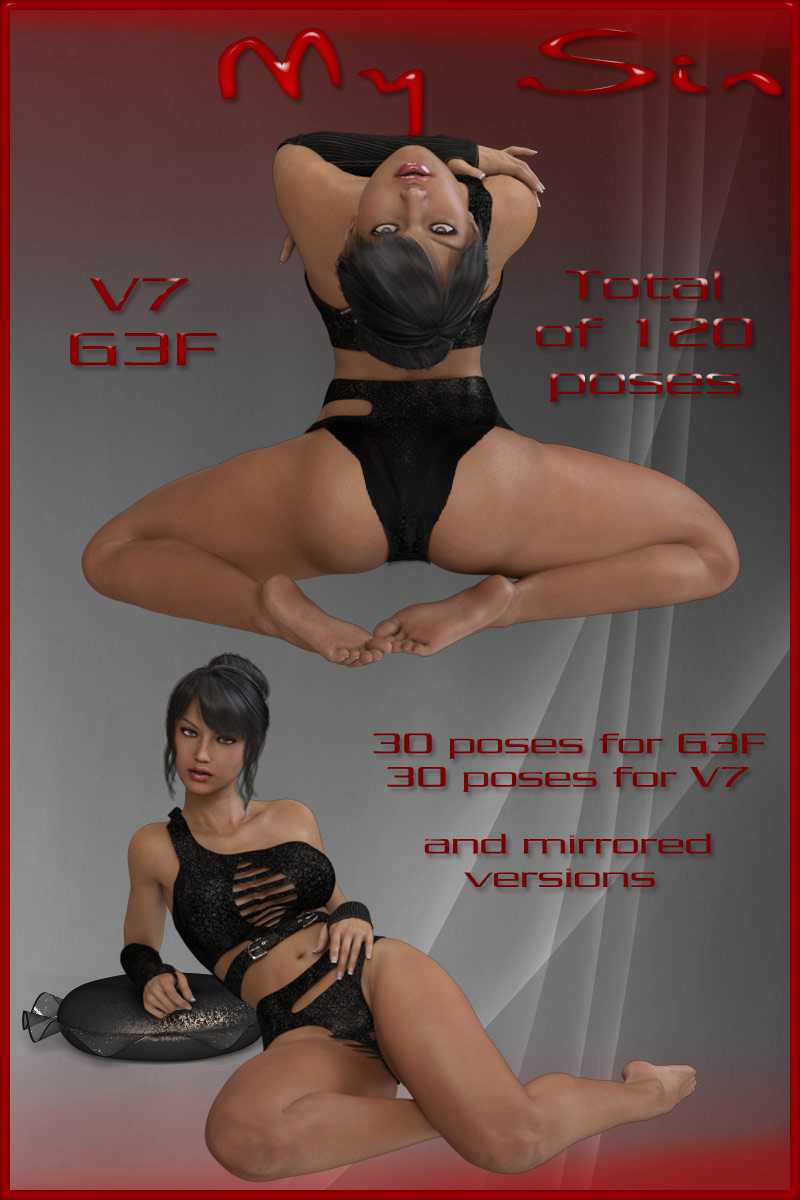 My Sin
V7
G3F
Total
of 120
poses
30 poses for G3F
30 poses for V7
and mirrored
versions